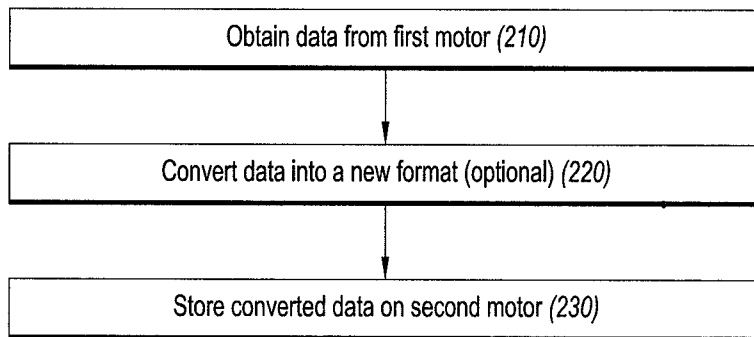 Obtain data from first motor (210)
Convert data into a new format (optional) (220)
Store converted data on second motor (230)